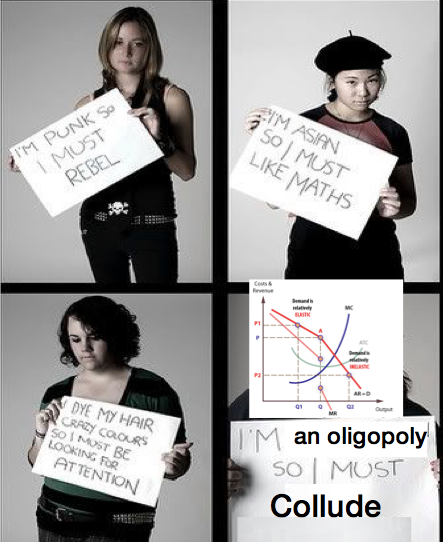 I'M PUNK SO
I MUST
REBEL
I'M ASIAN
SO I MUST
LIKE MATHS
I DYE MY HAIR
CRAZY COLOURS
SO I MUST BE
LOOKING FOR
ATTENTION
Costs &
Revenue
Demand is
relatively
ELASTIC
MC
P1
A
P
ATC
Demand is
relatively
INELASTIC
P2
AR = D
Q1
Q
Q2
Output
MR
I'M an oligopoly
SO I MUST
Collude